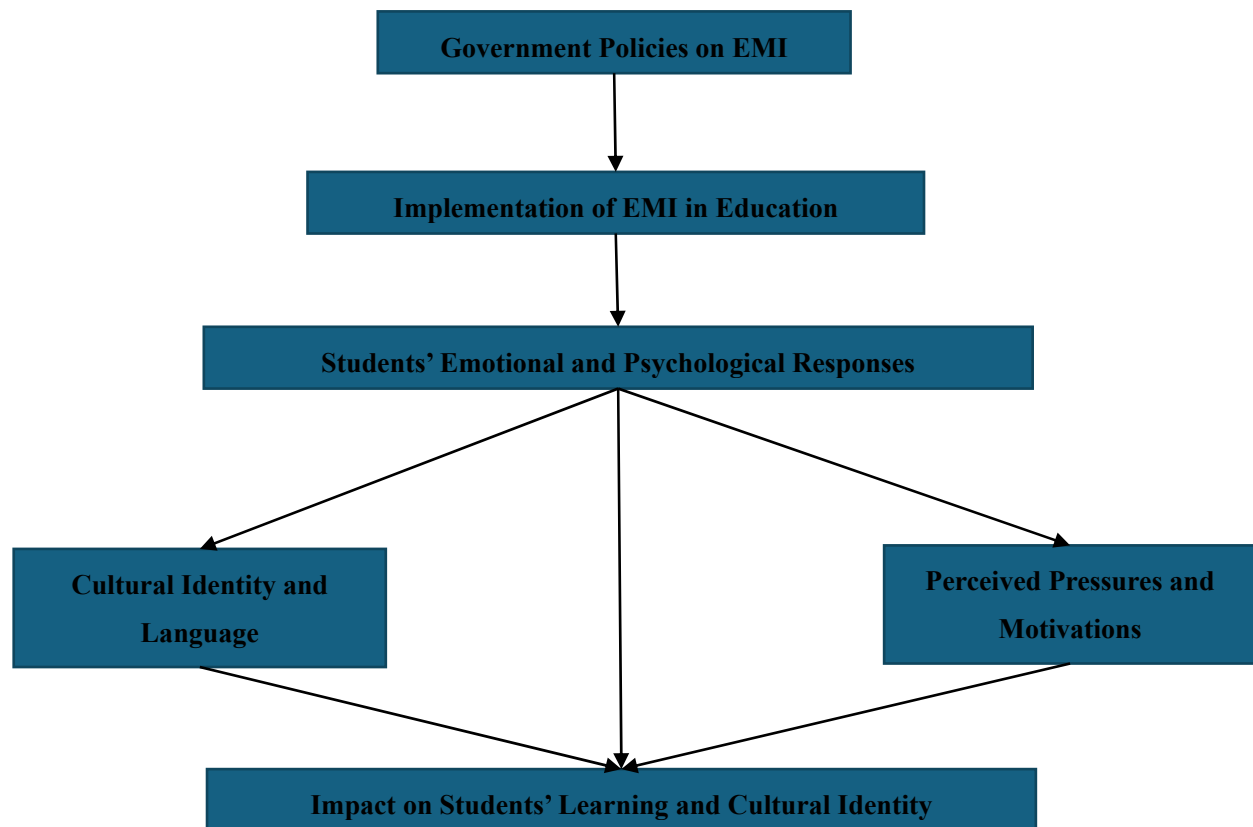 Government Policies on EMI
Implementation of EMI in Education
Students’ Emotional and Psychological Responses
Cultural Identity and
Language
Perceived Pressures and
Motivations
Impact on Students’ Learning and Cultural Identity